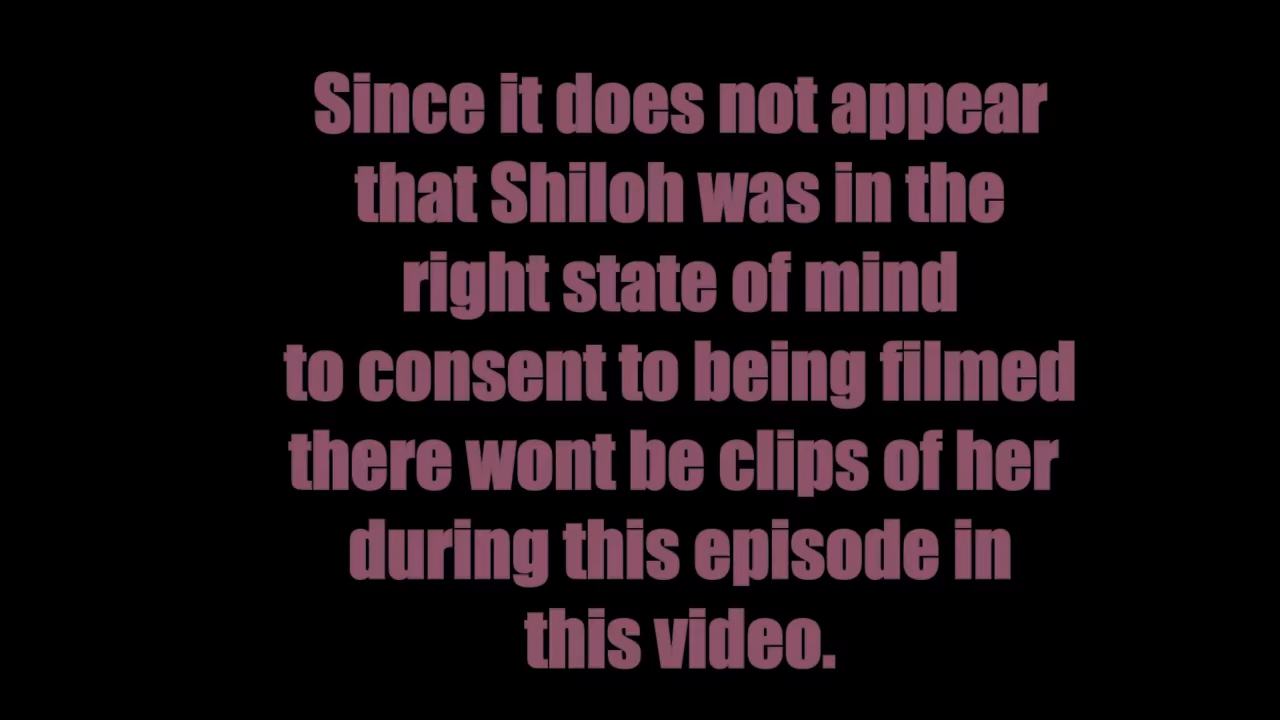 Since it does not appear
that Shiloh was in the
right state of mind
to consent to being filmed
there wont be clips of her
during this episode in
this video.